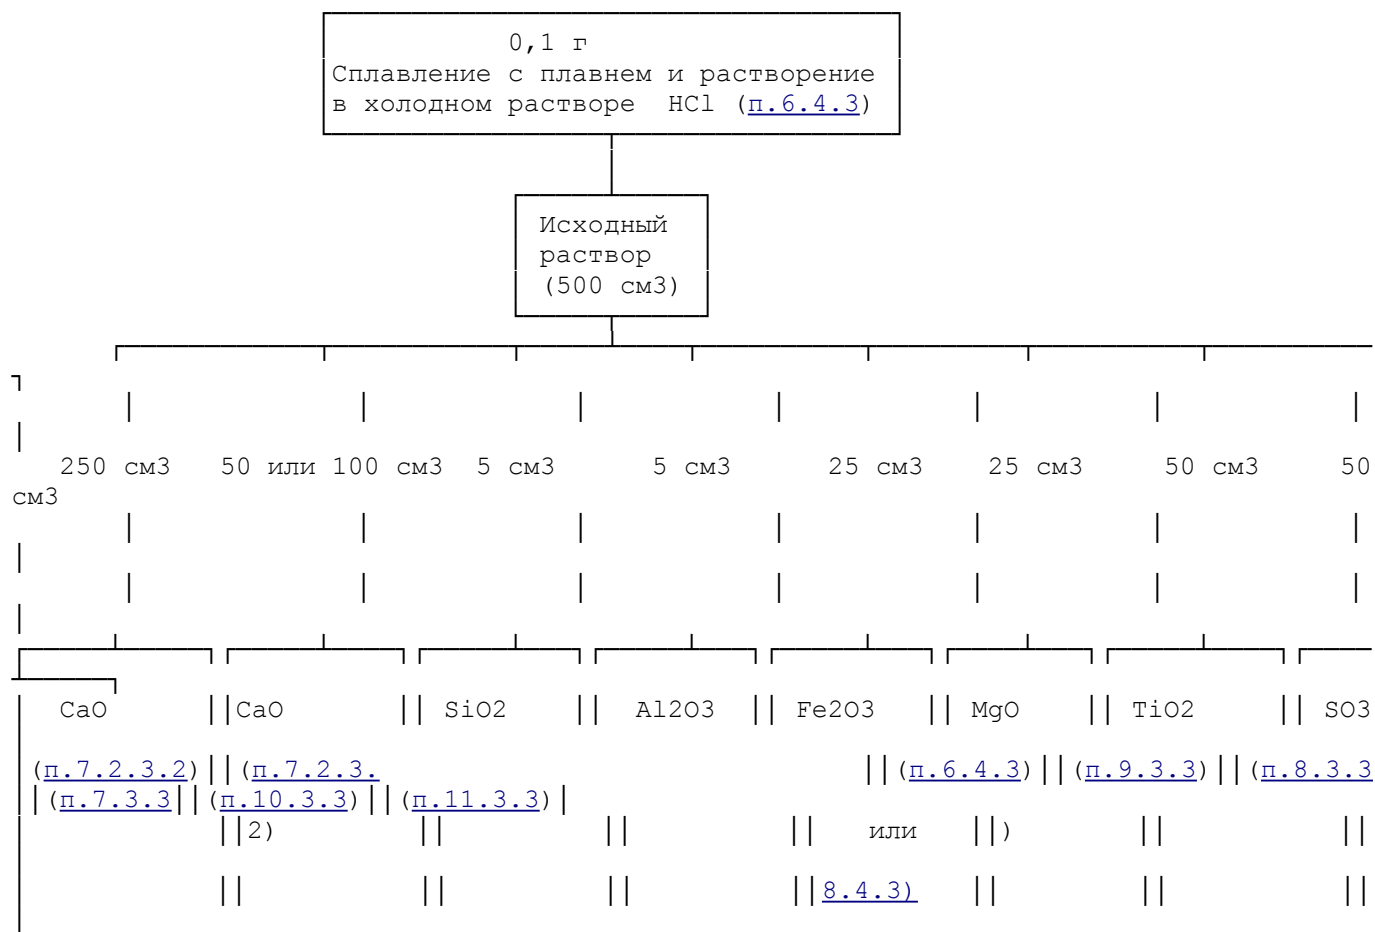 0,1 г
Сплавление с плавнем и растворение
в холодном растворе HCl (п.6.4.3)
Исходный
раствор
(500 см3)
250 см3 50 или 100 см3 5 см3 5 см3 25 см3 25 см3 50 см3 50
см3
CaO CaO SiO2 Al2O3 Fe2O3 MgO TiO2 SO3
(п.7.2.3.2) (п.7.2.3. (п.6.4.3) (п.9.3.3) (п.8.3.3
(п.7.3.3 (п.10.3.3) (п.11.3.3)
2) или )
8.4.3)